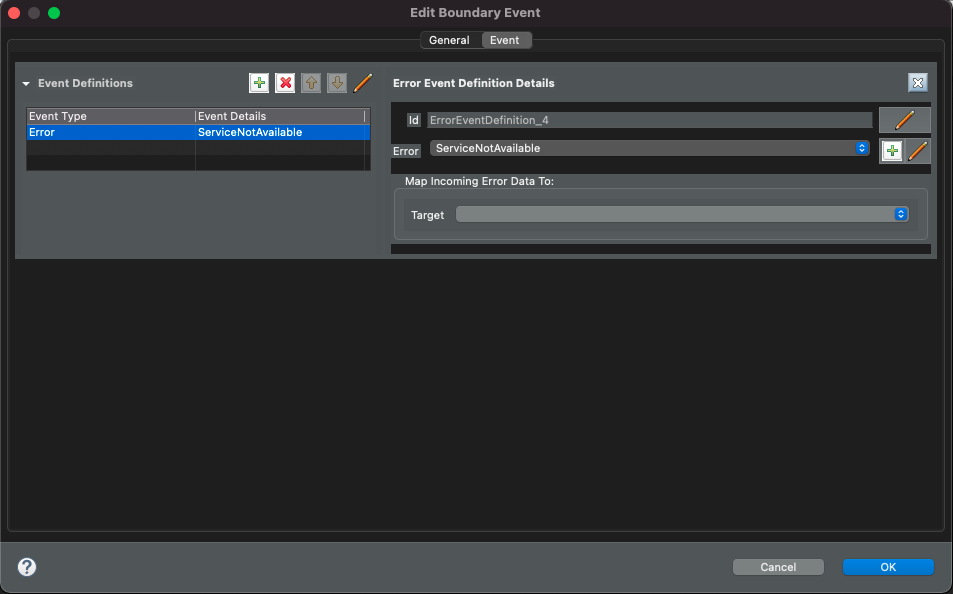 Edit Boundary Event
General Event
Event Definitions
Event Type Event Details
Error ServiceNotAvailable
Error Event Definition Details
Id ErrorEventDefinition_4
Error ServiceNotAvailable
Map Incoming Error Data To:
Target
?
Cancel OK